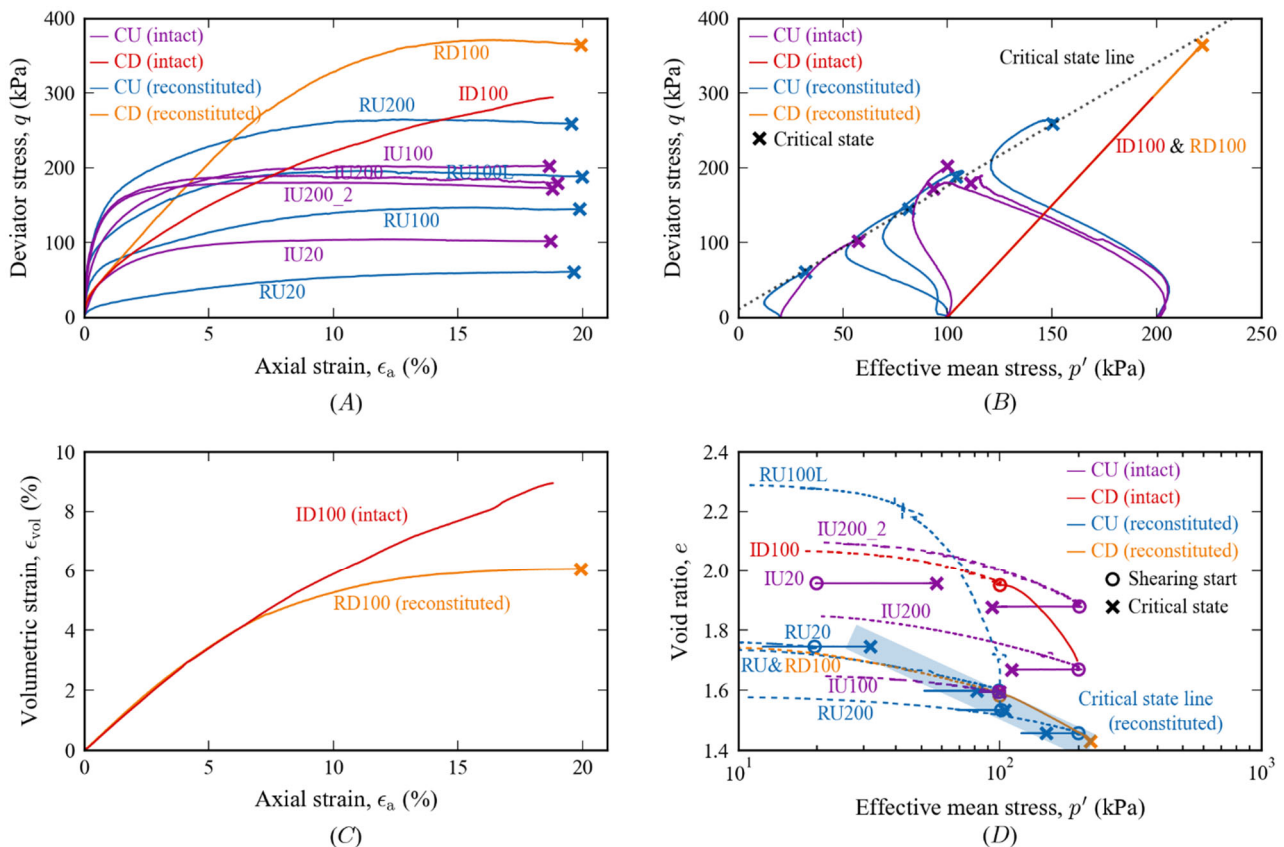 400
300
200
100
0
Deviator stress, q (kPa)
CU (intact)
CD (intact)
CU (reconstituted)
CD (reconstituted)
RD100
ID100
RU200
IU100
IU200
RU100L
IU200_2
RU100
IU20
RU20
0
5
10
15
20
Axial strain, ϵa (%)
(A)
400
300
200
100
0
Deviator stress, q (kPa)
CU (intact)
CD (intact)
CU (reconstituted)
CD (reconstituted)
Critical state
Critical state line
ID100 & RD100
0
50
100
150
200
250
Effective mean stress, p′ (kPa)
(B)
10
8
6
4
2
0
Volumetric strain, ϵvol (%)
ID100 (intact)
RD100 (reconstituted)
0
5
10
15
20
Axial strain, ϵa (%)
(C)
2.4
2.2
2.0
1.8
1.6
1.4
Void ratio, e
RU100L
IU200_2
ID100
IU20
IU200
RU20
RU&RD100
IU100
RU200
CU (intact)
CD (intact)
CU (reconstituted)
CD (reconstituted)
Shearing start
Critical state
Critical state line
(reconstituted)
10¹
10²
10³
Effective mean stress, p′ (kPa)
(D)